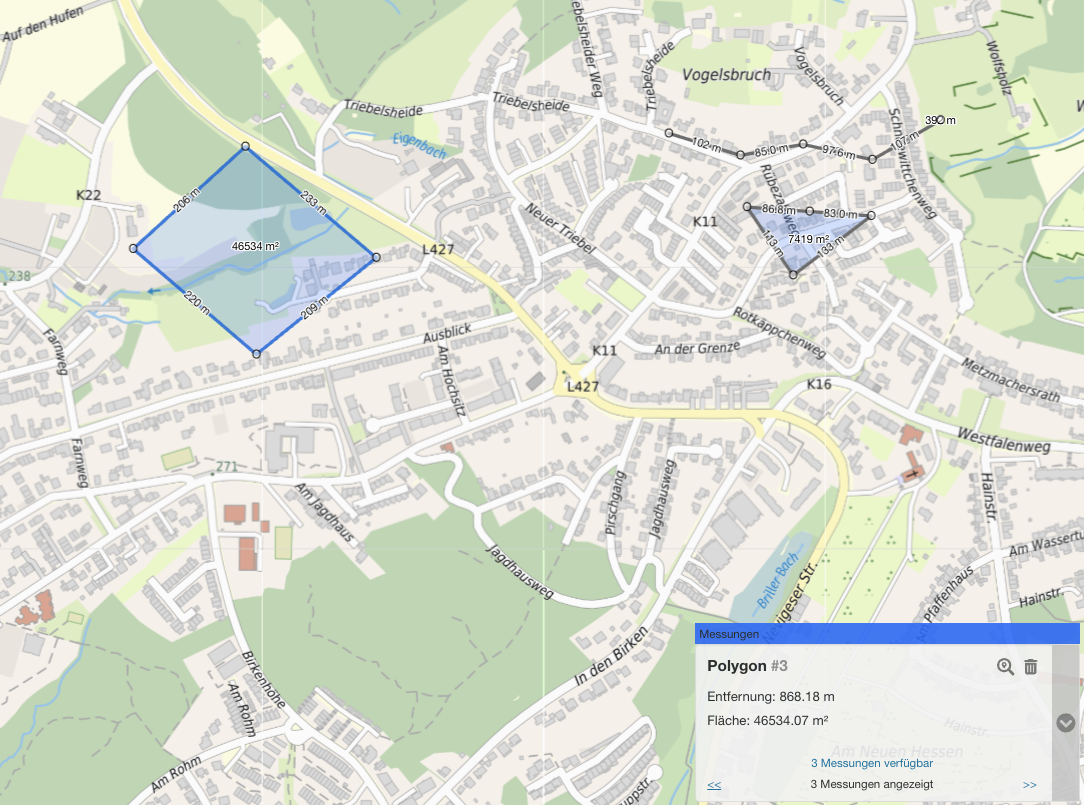 Auf den Hufen
Triebelsheider Weg
Triebelsheide
Vogelsbruch
Vogelsbruch
Wolfsholz
Triebelsheide
Triebelsheide
Schneewittchenweg
39?0 m
102 m
85.0 m
97.6 m
107 m
Eigenbach
Rübezahlweg
K22
206 m
233 m
46534 m²
220 m
209 m
Neuer Triebel
K11
86.8 m
83.0 m
7419 m²
113 m
133 m
L427
238
Rotkäppchenweg
Farnweg
Ausblick
Am Hochsitz
K11
An der Grenze
Metzmachersrath
L427
K16
Westfalenweg
Farnweg
271
Am Jagdhaus
Pirschgang
Jagdhausweg
Hainstr.
Am Wassertu
Jagdhausweg
Briller Bach
vigeser Str.
Am Pfaffenhaus
Hainstr.
In den Birken
Birkenhöhe
Am Rohm
Am Rohm
uppstr.
Messungen
Polygon #3
Entfernung: 868.18 m
Fläche: 46534.07 m²
Hainstr.
Am Neuen Hessen
3 Messungen verfügbar
<< 3 Messungen angezeigt >>